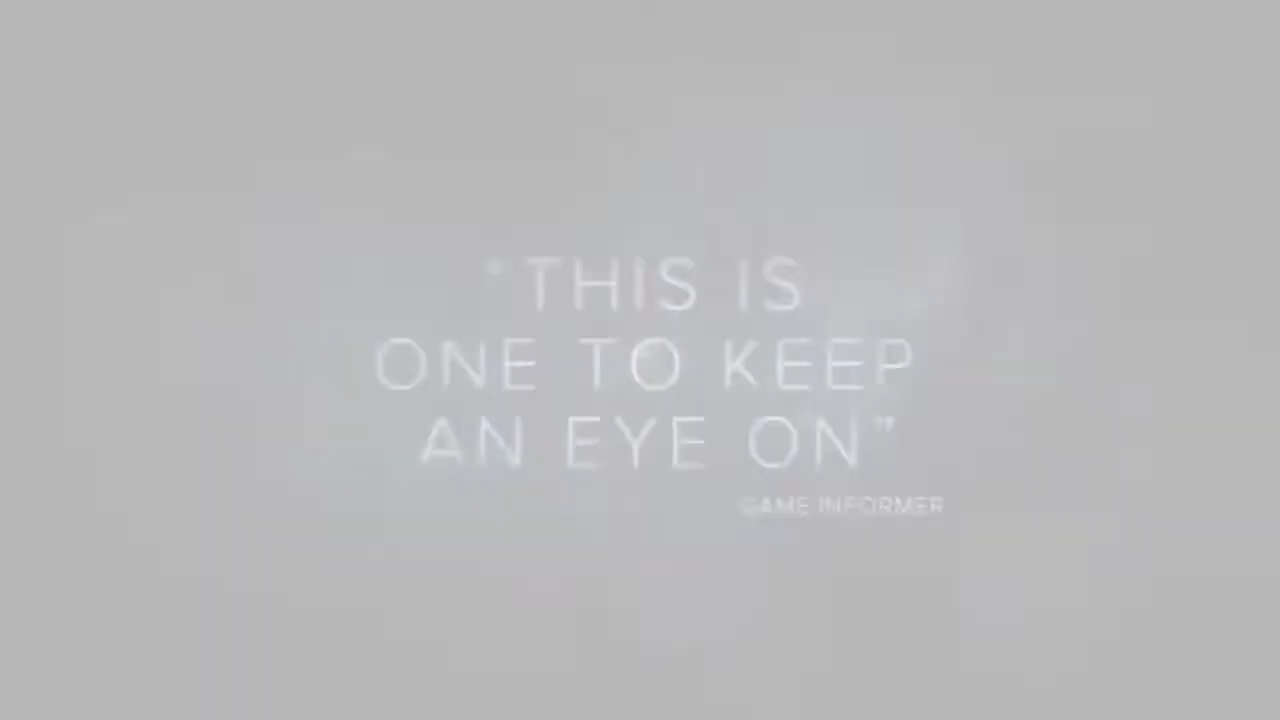 "THIS IS
ONE TO KEEP
AN EYE ON"
GAME INFORMER